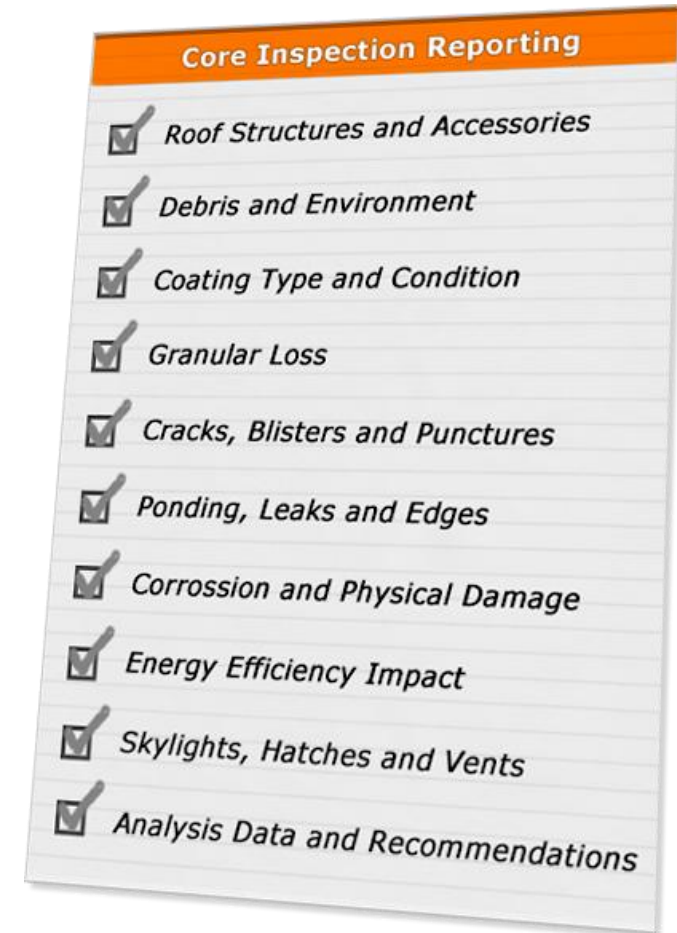 Core Inspection Reporting
Roof Structures and Accessories
Debris and Environment
Coating Type and Condition
Granular Loss
Cracks, Blisters and Punctures
Ponding, Leaks and Edges
Corrossion and Physical Damage
Energy Efficiency Impact
Skylights, Hatches and Vents
Analysis Data and Recommendations